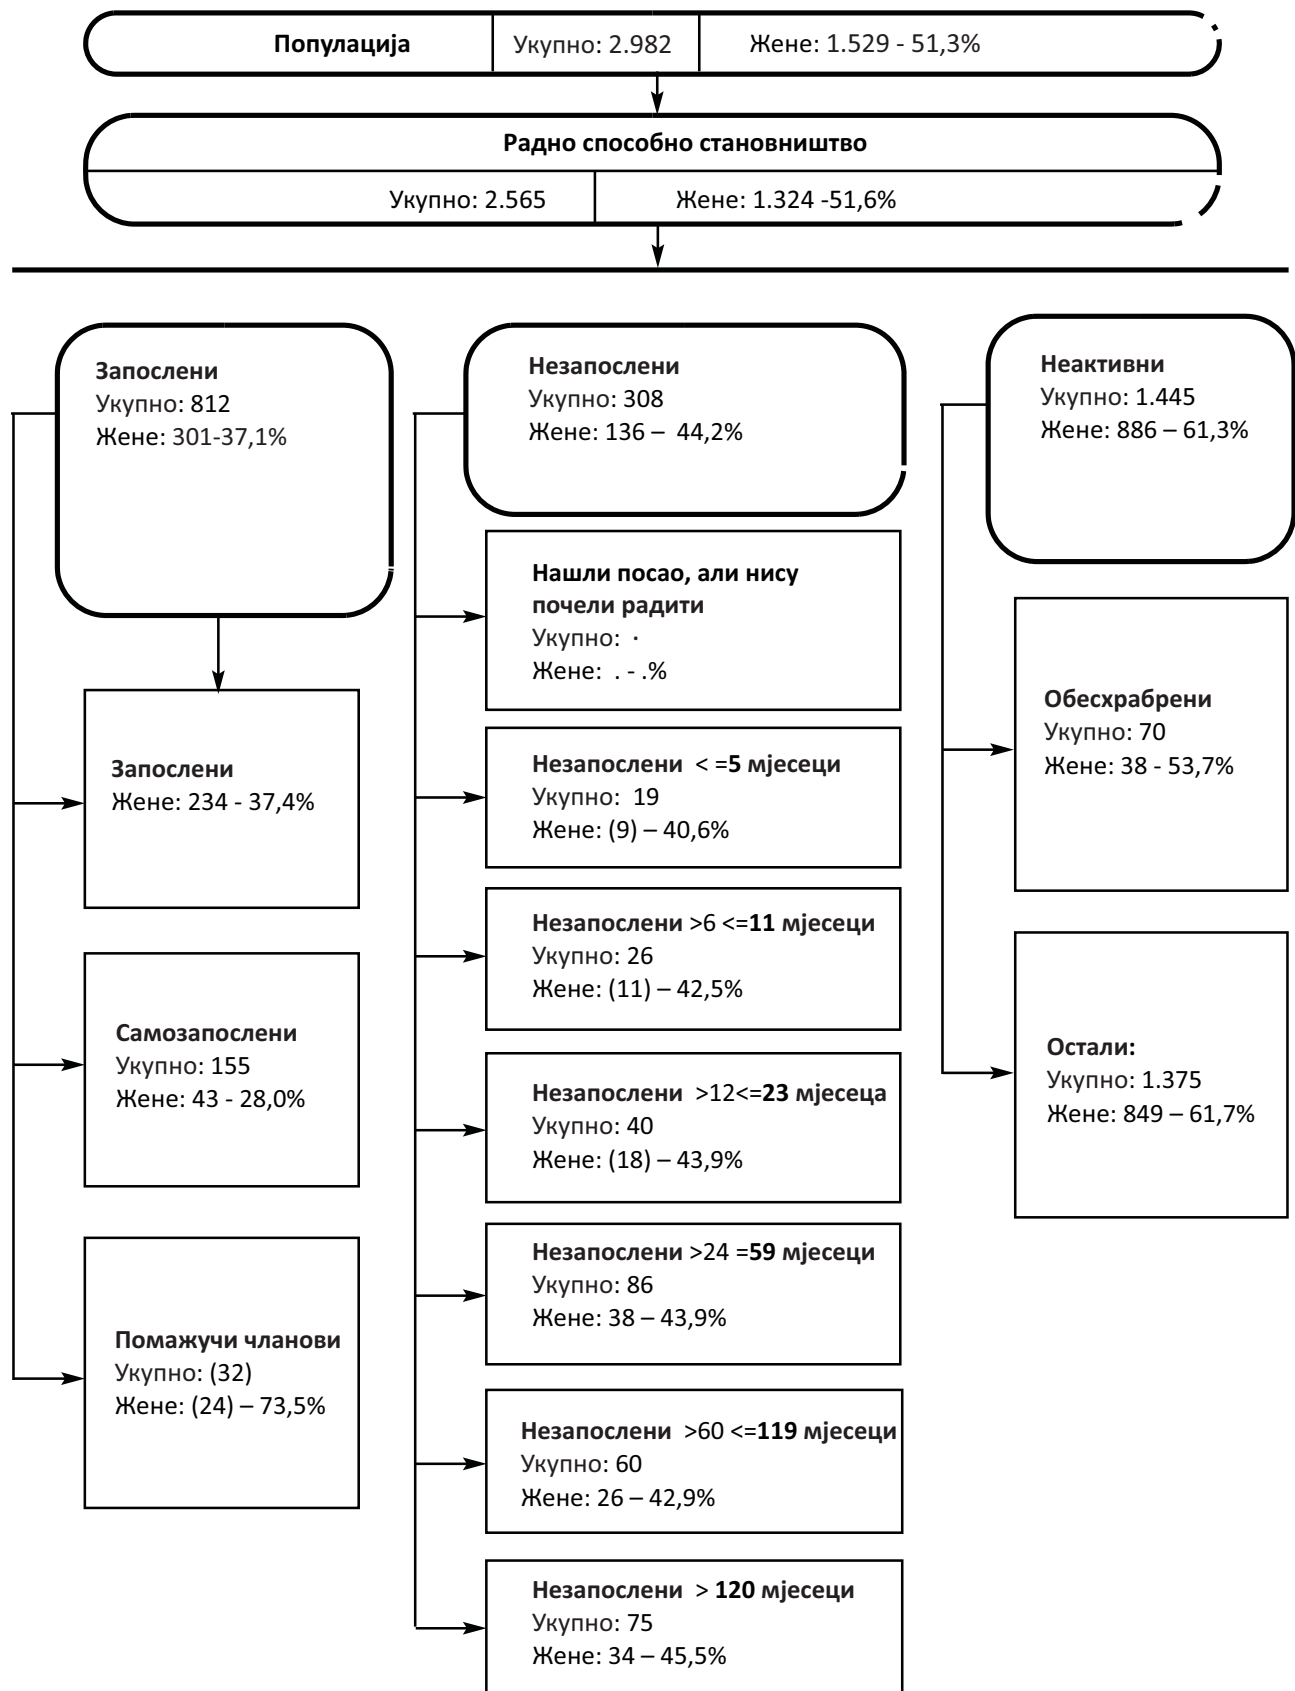 Популација
Укупно: 2.982
Жене: 1.529 - 51,3%
Радно способно становништво
Укупно: 2.565
Жене: 1.324 -51,6%
Запослени
Укупно: 812
Жене: 301-37,1%
Запослени
Жене: 234 - 37,4%
Самозапослени
Укупно: 155
Жене: 43 - 28,0%
Помажучи чланови
Укупно: (32)
Жене: (24) – 73,5%
Незапослени
Укупно: 308
Жене: 136 – 44,2%
Нашли посао, али нису
почели радити
Укупно: ·
Жене: . - .%
Незапослени < =5 мјесеци
Укупно: 19
Жене: (9) – 40,6%
Незапослени >6 <=11 мјесеци
Укупно: 26
Жене: (11) – 42,5%
Незапослени >12<=23 мјесеца
Укупно: 40
Жене: (18) – 43,9%
Незапослени >24 =59 мјесеци
Укупно: 86
Жене: 38 – 43,9%
Незапослени >60 <=119 мјесеци
Укупно: 60
Жене: 26 – 42,9%
Незапослени > 120 мјесеци
Укупно: 75
Жене: 34 – 45,5%
Неактивни
Укупно: 1.445
Жене: 886 – 61,3%
Обесхрабрени
Укупно: 70
Жене: 38 - 53,7%
Остали:
Укупно: 1.375
Жене: 849 – 61,7%